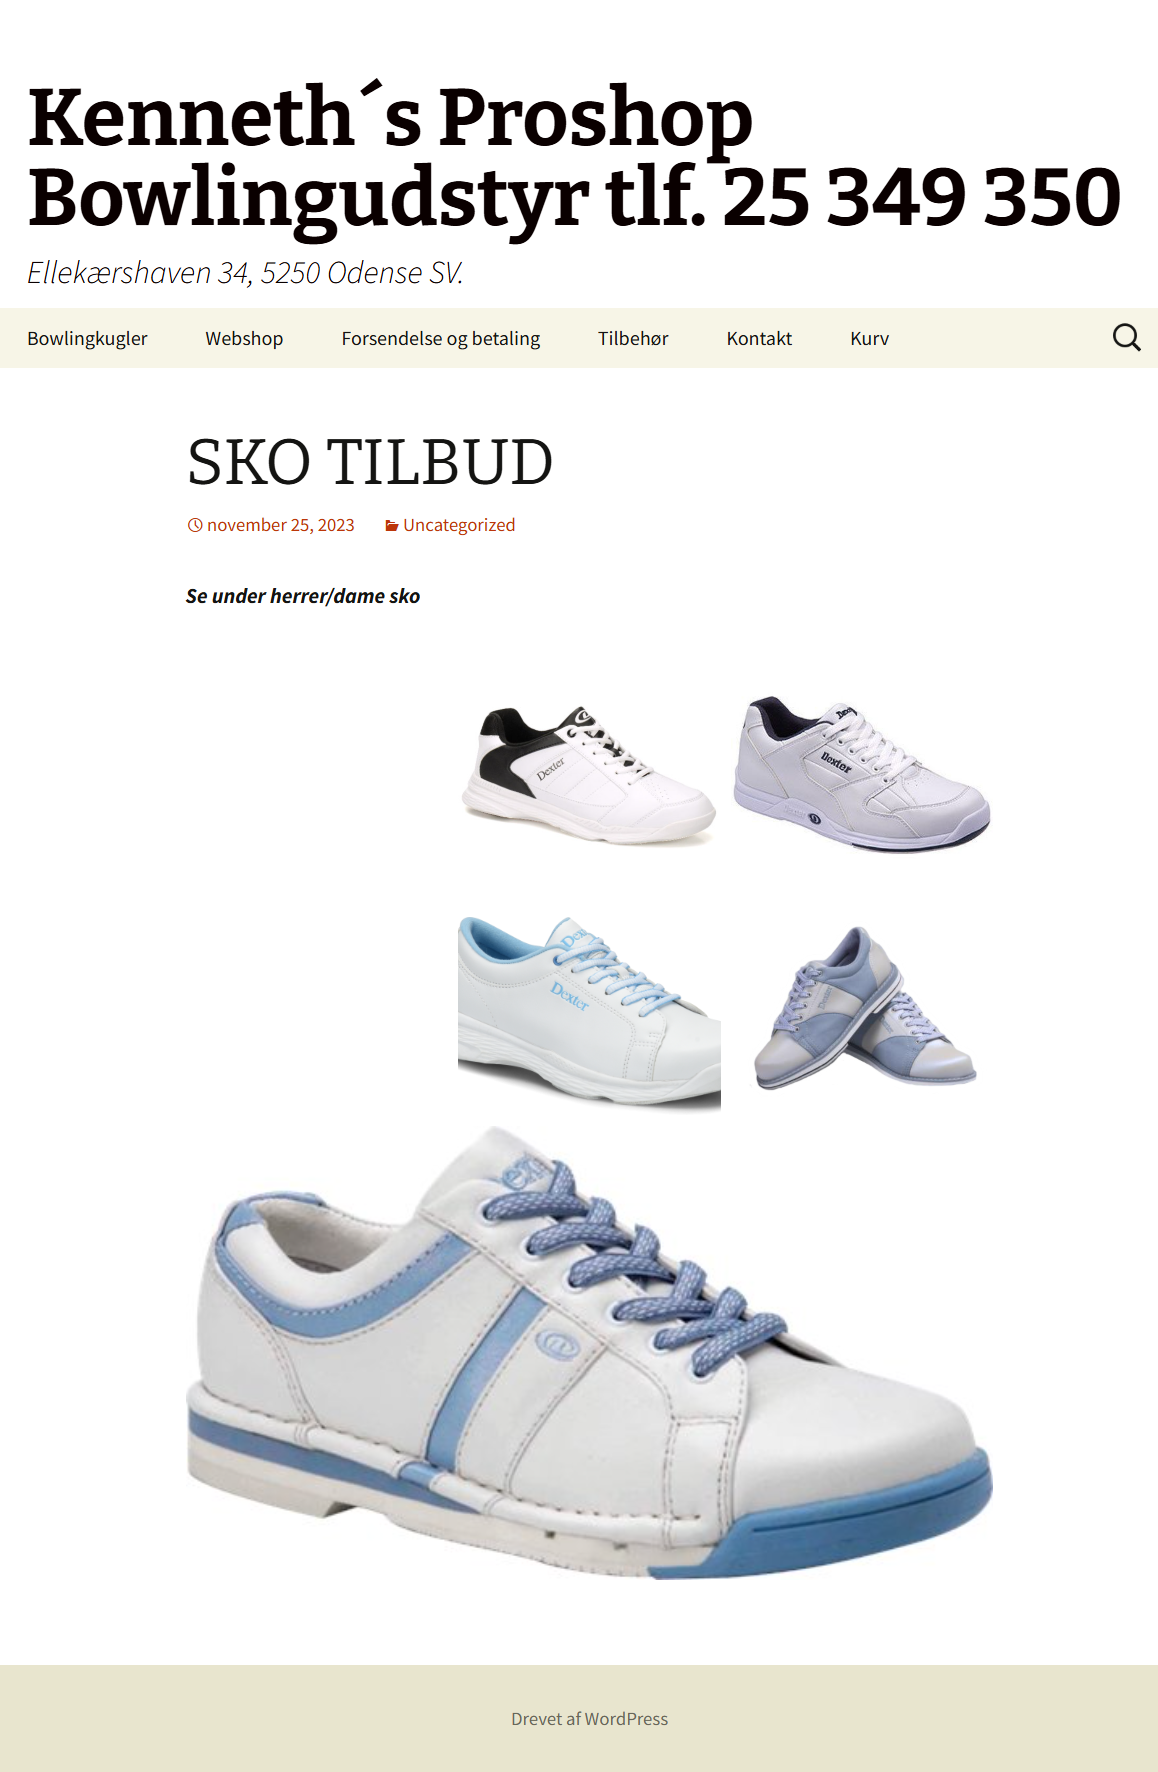 Kenneth´s Proshop
Bowlingudstyr tlf. 25 349 350
Ellekærshaven 34, 5250 Odense SV.
Bowlingkugler Webshop Forsendelse og betaling Tilbehør Kontakt Kurv
SKO TILBUD
november 25, 2023 Uncategorized
Se under herrer/dame sko
Dexter
Dexter
Dexter
Drevet af WordPress